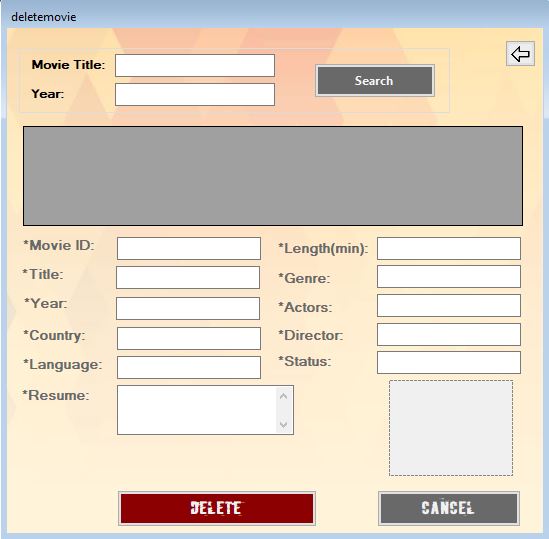 deletemovie
Movie Title:
Search
Year:
*Movie ID:
*Length(min):
*Title:
*Genre:
*Year:
*Actors:
*Country:
*Director:
*Language:
*Status:
*Resume:
DELETE
CANCEL